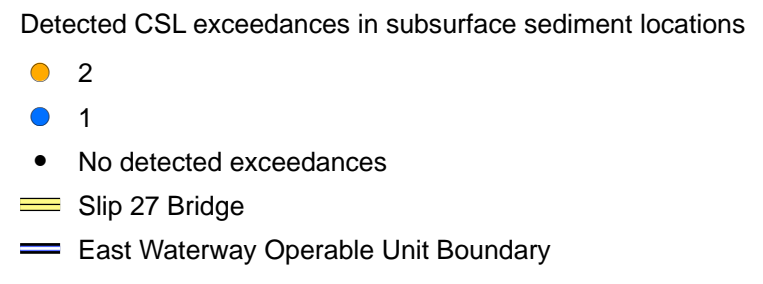 Detected CSL exceedances in subsurface sediment locations
2
1
No detected exceedances
Slip 27 Bridge
East Waterway Operable Unit Boundary